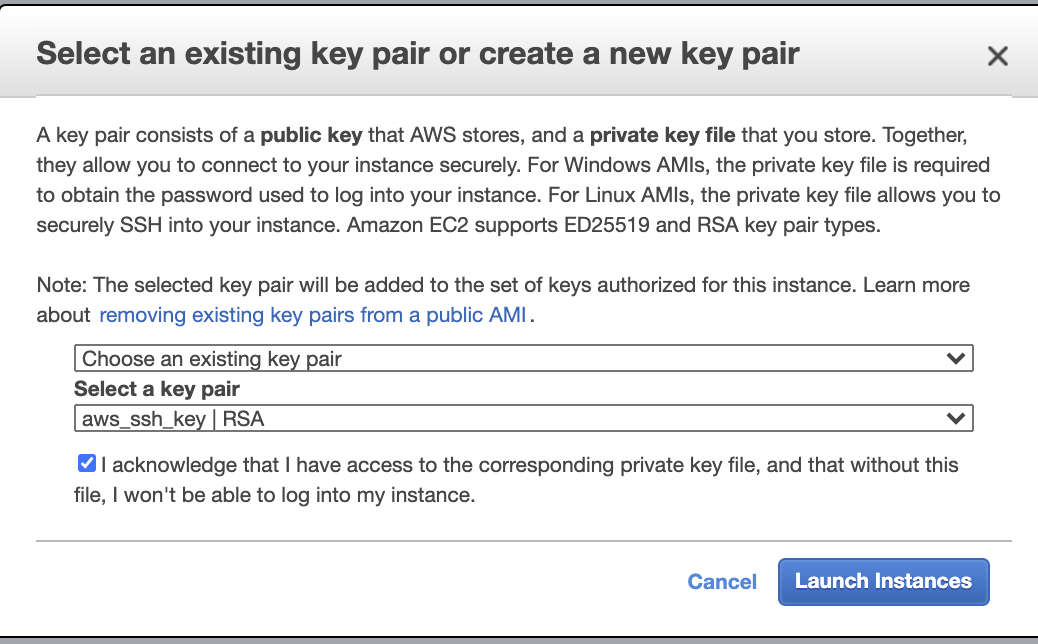 Select an existing key pair or create a new key pair
A key pair consists of a public key that AWS stores, and a private key file that you store. Together,
they allow you to connect to your instance securely. For Windows AMIs, the private key file is required
to obtain the password used to log into your instance. For Linux AMIs, the private key file allows you to
securely SSH into your instance. Amazon EC2 supports ED25519 and RSA key pair types.
Note: The selected key pair will be added to the set of keys authorized for this instance. Learn more
about removing existing key pairs from a public AMI .
Choose an existing key pair
Select a key pair
aws_ssh_key | RSA
I acknowledge that I have access to the corresponding private key file, and that without this
file, I won't be able to log into my instance.
Cancel Launch Instances